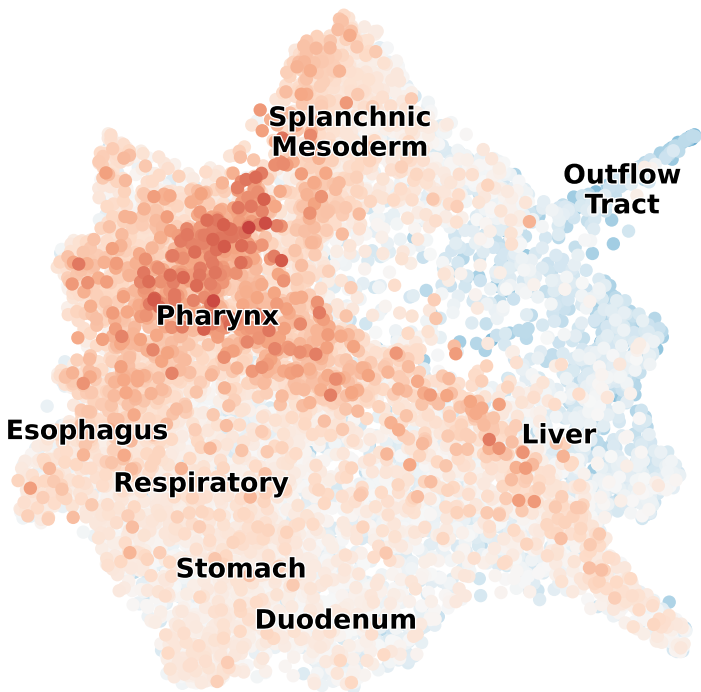 Splanchnic
Mesoderm
Outflow
Tract
Pharynx
Esophagus
Liver
Respiratory
Stomach
Duodenum